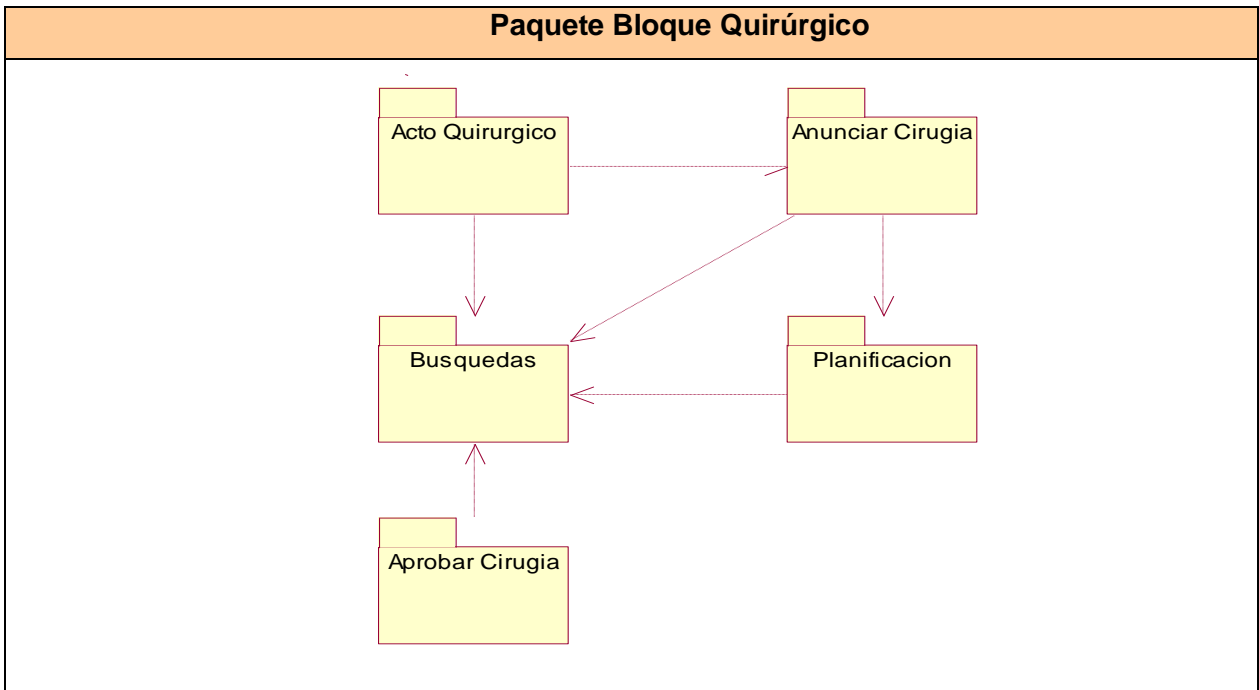 Paquete Bloque Quirúrgico
Acto Quirurgico
Anunciar Cirugia
Busquedas
Planificacion
Aprobar Cirugia